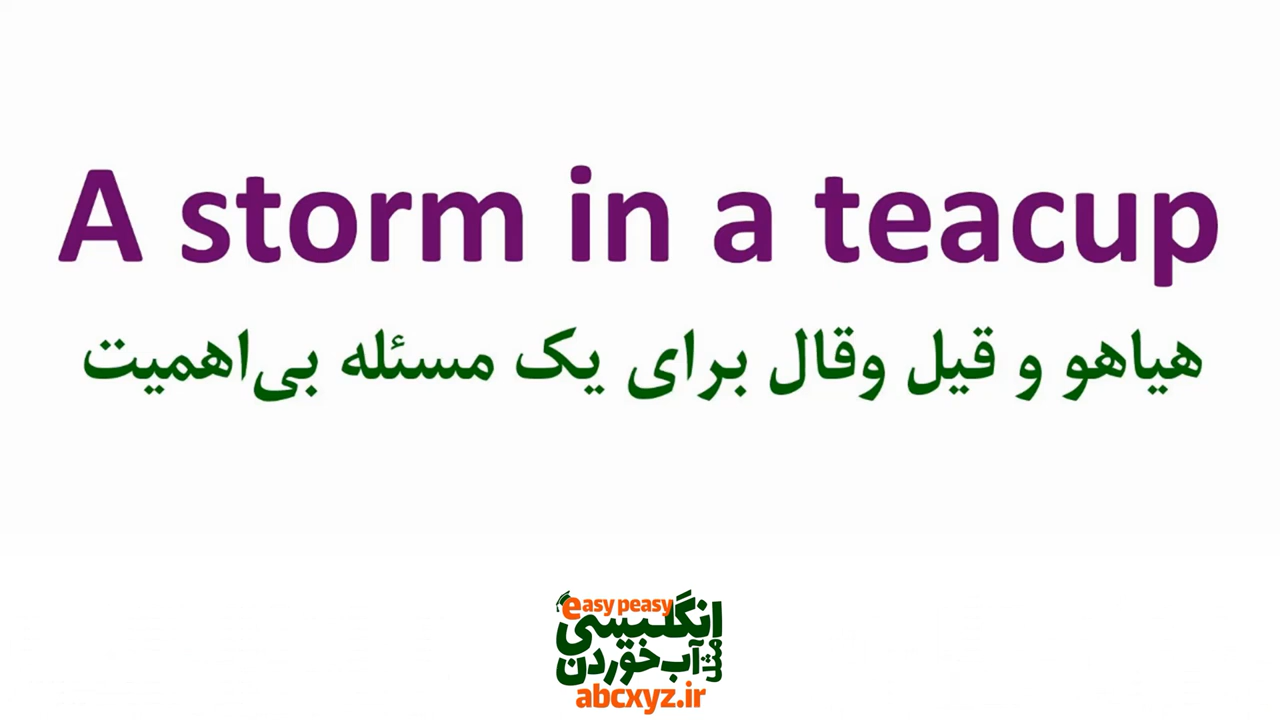 A storm in a teacup
هیاهو و قیل وقال برای یک مسئله بی‌اهمیت
easy peasy
انگلیسی
مثل آب خوردن
abcxyz.ir